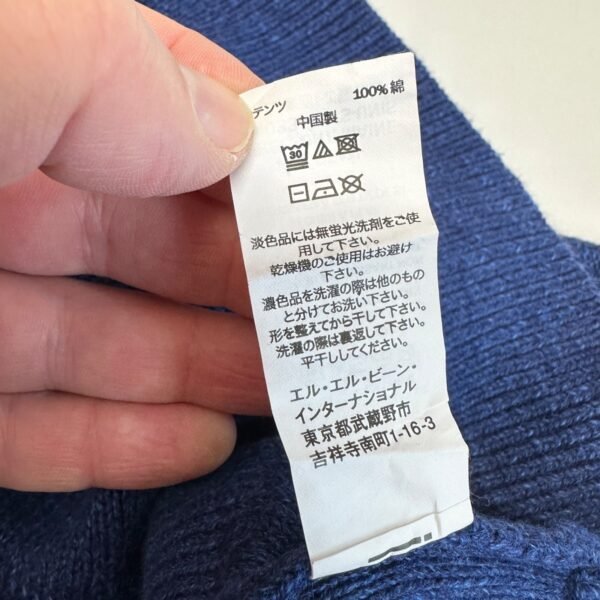 テンツ 100% 綿
中国製
30
淡色品には無蛍光洗剤をご使
用して下さい。
乾燥機のご使用はお避け
下さい。
濃色品を洗濯の際は他のもの
と分けてお洗い下さい。
形を整えてから干して下さい。
洗濯の際は裏返して下さい。
平干ししてください。
エル・エル・ビーン・
インターナショナル
東京都武蔵野市
吉祥寺南町1-16-3